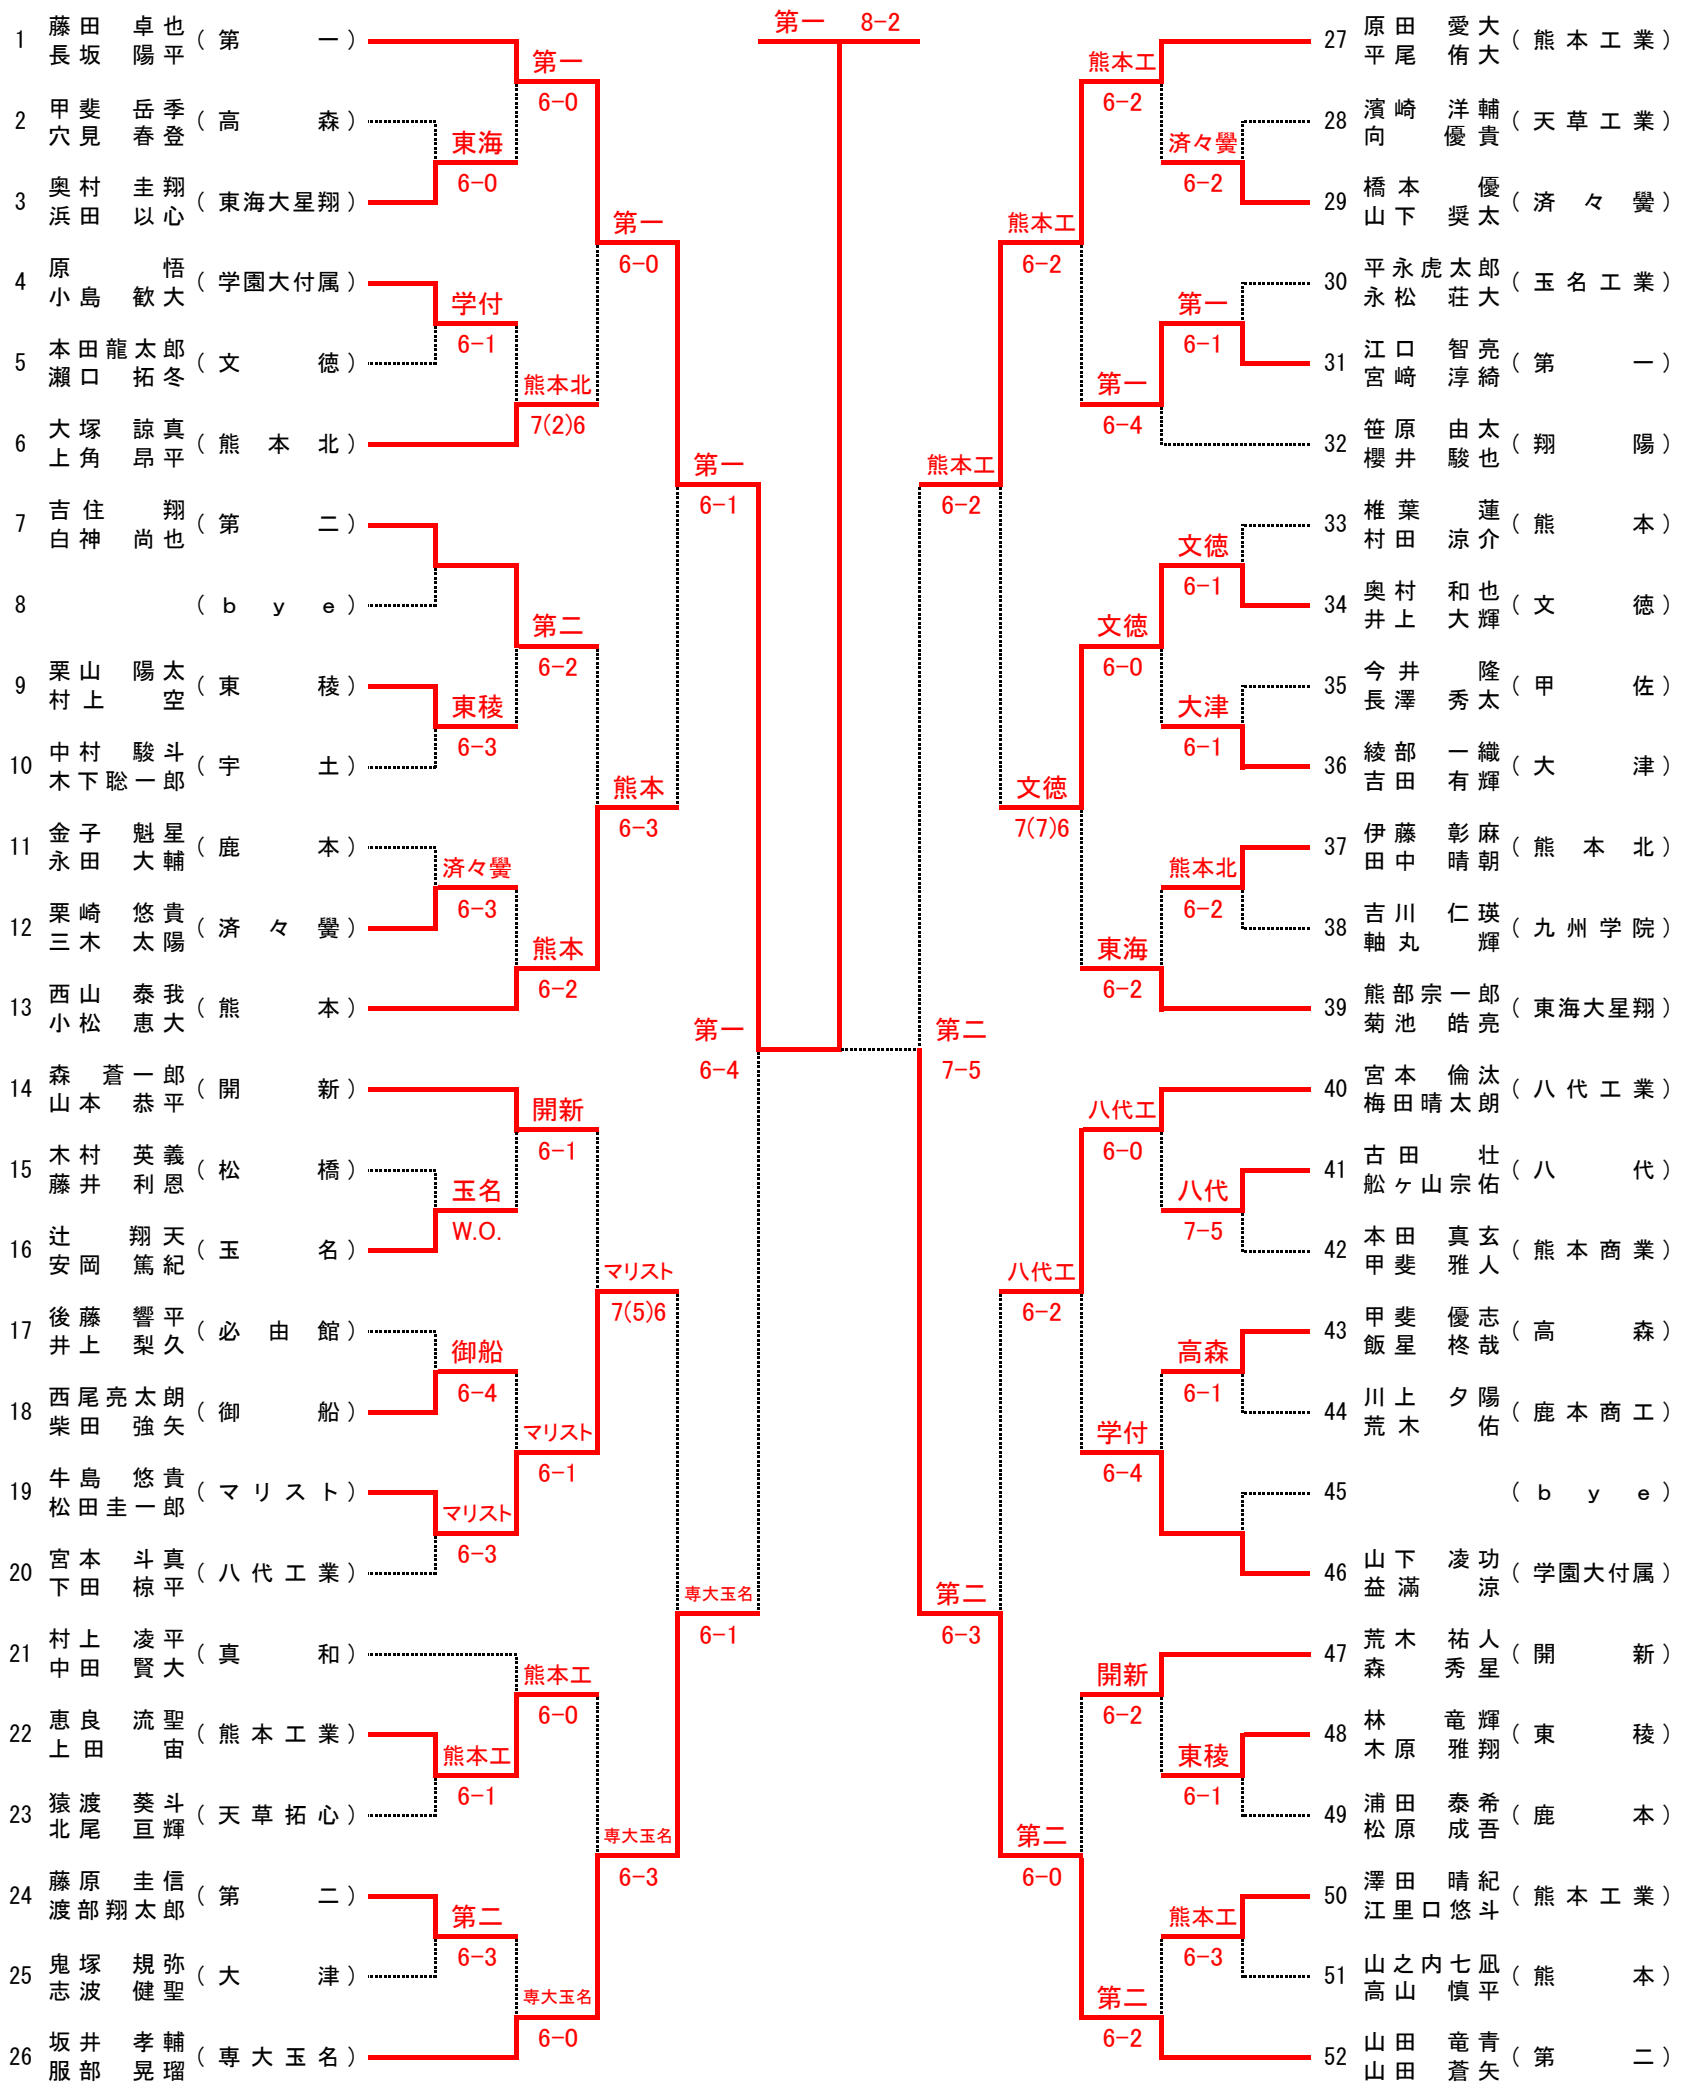 第一 8-2
1 藤田 卓也 長坂 陽平 (第一)
2 甲斐 岳季 穴見 春登 (高森)
3 奥村 圭翔 浜田 以心 (東海大星翔)
4 原 悟 小島 歓大 (学園大付属)
5 本田龍太郎 瀬口 拓冬 (文徳)
6 大塚 諒真 上角 昂平 (熊本北)
7 吉住 翔 白神 尚也 (第二)
8 (bye)
9 栗山 陽太 村上 空 (東稜)
10 中村 駿斗 木下聡一郎 (宇土)
11 金子 魁星 永田 大輔 (鹿本)
12 栗崎 悠貴 三木 太陽 (済々黌)
13 西山 泰我 小松 恵大 (熊本)
14 森 蒼一郎 山本 恭平 (開新)
15 木村 英義 藤井 利恩 (松橋)
16 辻 翔天 安岡 篤紀 (玉名)
17 後藤 響平 井上 梨久 (必由館)
18 西尾亮太朗 柴田 強矢 (御船)
19 牛島 悠貴 松田圭一郎 (マリスト)
20 宮本 斗真 下田 椋平 (八代工業)
21 村上 凌平 中田 賢大 (真和)
22 恵良 流聖 上田 宙 (熊本工業)
23 猿渡 葵斗 北尾 亘輝 (天草拓心)
24 藤原 圭信 渡部翔太郎 (第二)
25 鬼塚 規弥 志波 健聖 (大津)
26 坂井 孝輔 服部 晃瑠 (専大玉名)
東海 6-0
学付 6-1
東稜 6-3
済々黌 6-3
玉名 W.O.
御船 6-4
マリスト 6-3
熊本工 6-1
第二 6-3
第一 6-0
熊本北 7(2)6
第二 6-2
熊本 6-2
開新 6-1
マリスト 6-1
熊本工 6-0
専大玉名 6-0
第一 6-0
熊本 6-3
マリスト 7(5)6
専大玉名 6-3
第一 6-1
専大玉名 6-1
第一 6-4
第二 7-5
熊本工 6-2
第二 6-3
熊本工 6-2
文徳 7(7)6
八代工 6-2
第二 6-0
熊本工 6-2
第一 6-4
文徳 6-0
東海 6-2
八代工 6-0
学付 6-4
開新 6-2
第二 6-2
済々黌 6-2
第一 6-1
文徳 6-1
大津 6-1
熊本北 6-2
八代 7-5
高森 6-1
東稜 6-1
熊本工 6-3
27 原田 愛大 平尾 侑大 (熊本工業)
28 濱崎 洋輔 向 優貴 (天草工業)
29 橋本 優 山下 奨太 (済々黌)
30 平永虎太郎 永松 荘大 (玉名工業)
31 江口 智亮 宮﨑 淳綺 (第一)
32 笹原 由太 櫻井 駿也 (翔陽)
33 椎葉 蓮 村田 涼介 (熊本)
34 奥村 和也 井上 大輝 (文徳)
35 今井 隆 長澤 秀太 (甲佐)
36 綾部 一織 吉田 有輝 (大津)
37 伊藤 彰麻 田中 晴朝 (熊本北)
38 吉川 仁瑛 軸丸 輝 (九州学院)
39 熊部宗一郎 菊池 皓亮 (東海大星翔)
40 宮本 倫汰 梅田晴太朗 (八代工業)
41 古田 壮 舩ヶ山宗佑 (八代)
42 本田 真玄 甲斐 雅人 (熊本商業)
43 甲斐 優志 飯星 柊哉 (高森)
44 川上 夕陽 荒木 佑 (鹿本商工)
45 (bye)
46 山下 凌功 益滿 涼 (学園大付属)
47 荒木 祐人 森 秀星 (開新)
48 林 竜輝 木原 雅翔 (東稜)
49 浦田 泰希 松原 成吾 (鹿本)
50 澤田 晴紀 江里口悠斗 (熊本工業)
51 山之内七凪 高山 慎平 (熊本)
52 山田 竜青 山田 蒼矢 (第二)